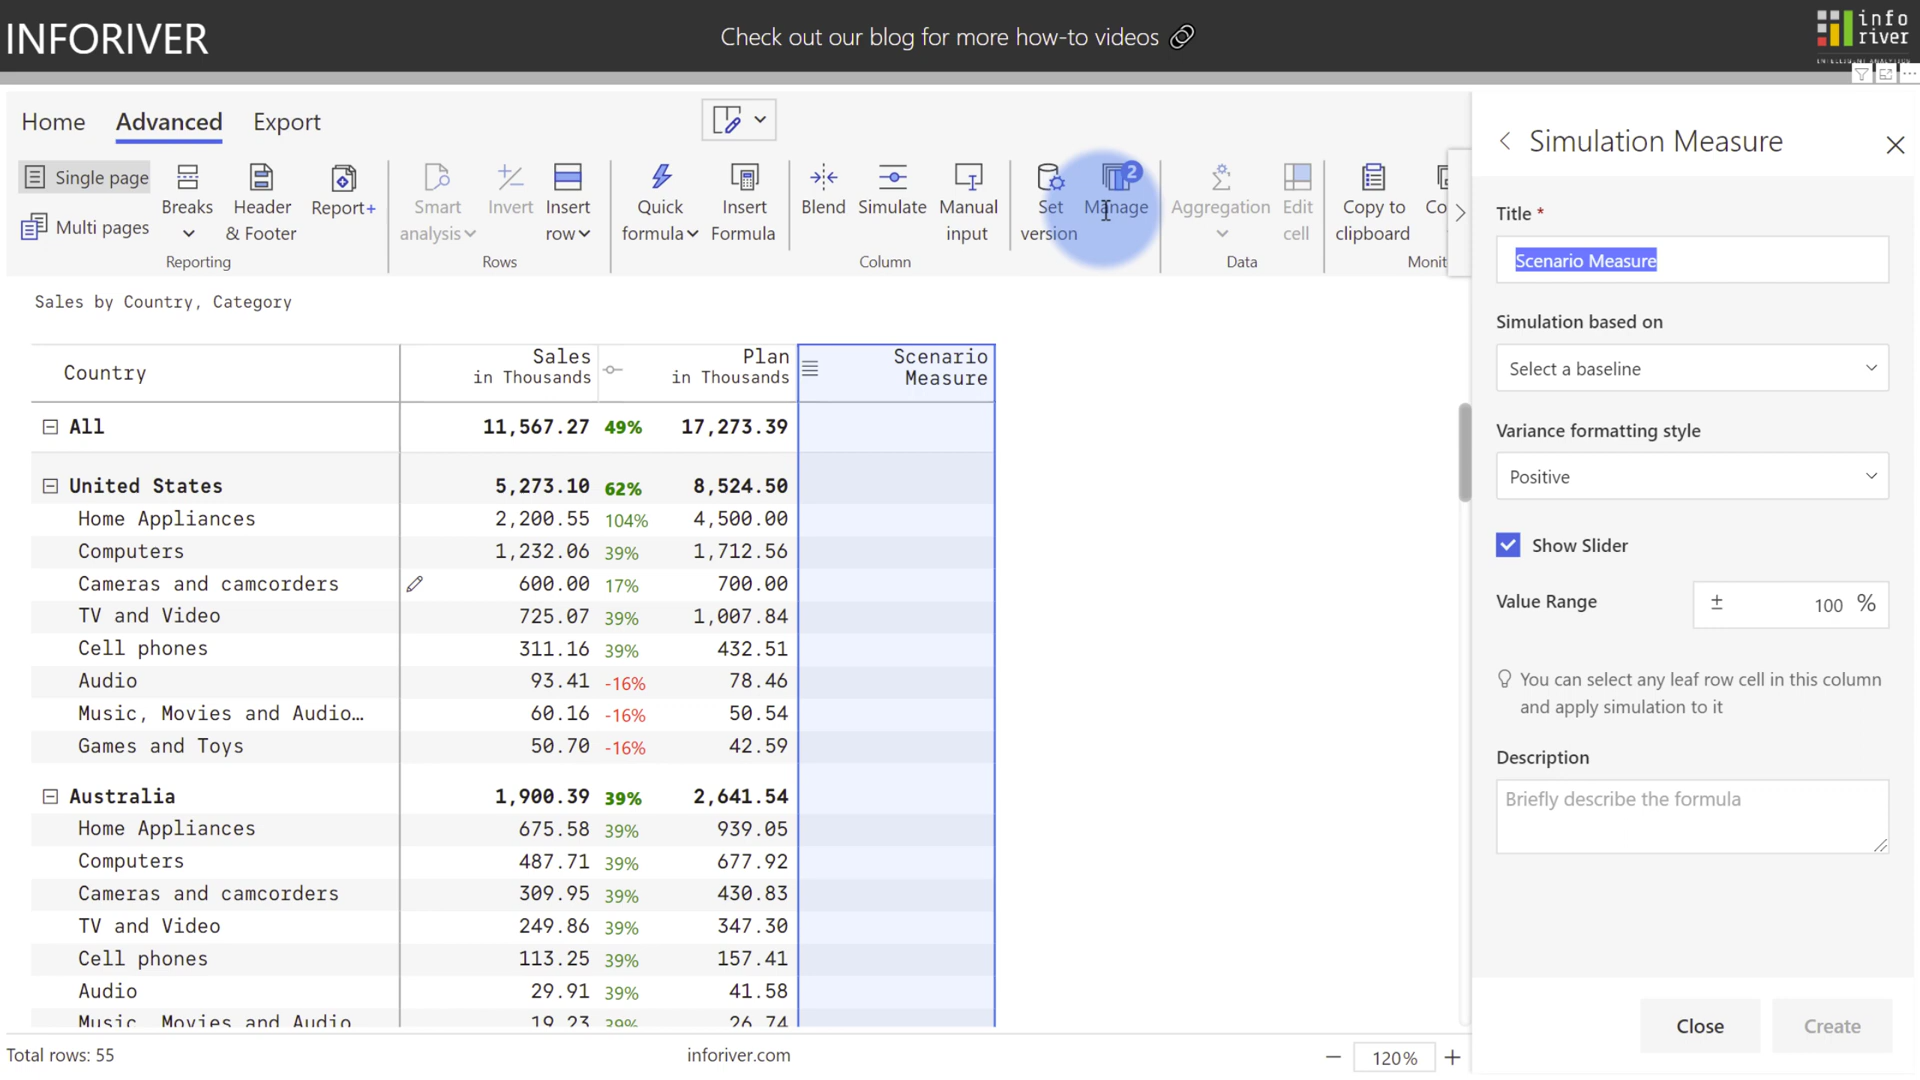 INFORIVER
Check out our blog for more how-to videos
info
river
Home
Advanced
Export
Single page
Multi pages
Breaks
Header
& Footer
Report+
Reporting
Smart
analysis
Invert
Insert
row
Rows
Quick
formula
Insert
Formula
Blend
Simulate
Manual
input
Column
Set
version
2
Manage
Aggregation
Edit
cell
Data
Copy to
clipboard
Co
Monit
Sales by Country, Category
Country
Sales
in Thousands
Plan
in Thousands
Scenario
Measure
All 11,567.27 49% 17,273.39
United States 5,273.10 62% 8,524.50
Home Appliances 2,200.55 104% 4,500.00
Computers 1,232.06 39% 1,712.56
Cameras and camcorders 600.00 17% 700.00
TV and Video 725.07 39% 1,007.84
Cell phones 311.16 39% 432.51
Audio 93.41 -16% 78.46
Music, Movies and Audio… 60.16 -16% 50.54
Games and Toys 50.70 -16% 42.59
Australia 1,900.39 39% 2,641.54
Home Appliances 675.58 39% 939.05
Computers 487.71 39% 677.92
Cameras and camcorders 309.95 39% 430.83
TV and Video 249.86 39% 347.30
Cell phones 113.25 39% 157.41
Audio 29.91 39% 41.58
Music, Movies and Audio 19.23 39% 26.74
Total rows: 55
inforiver.com
120%
Simulation Measure
Title *
Scenario Measure
Simulation based on
Select a baseline
Variance formatting style
Positive
Show Slider
Value Range ± 100 %
You can select any leaf row cell in this column
and apply simulation to it
Description
Briefly describe the formula
Close
Create